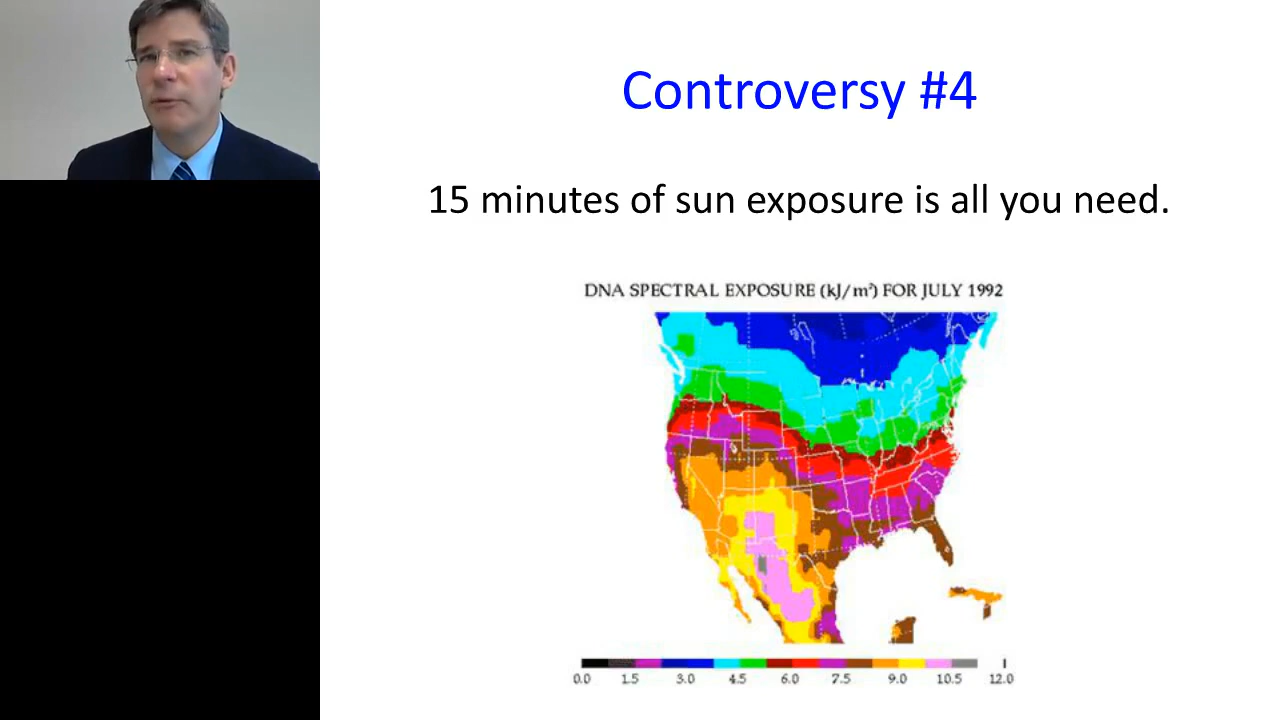 Controversy #4
15 minutes of sun exposure is all you need.
DNA SPECTRAL EXPOSURE (kJ/m²) FOR JULY 1992
0.0 1.5 3.0 4.5 6.0 7.5 9.0 10.5 12.0